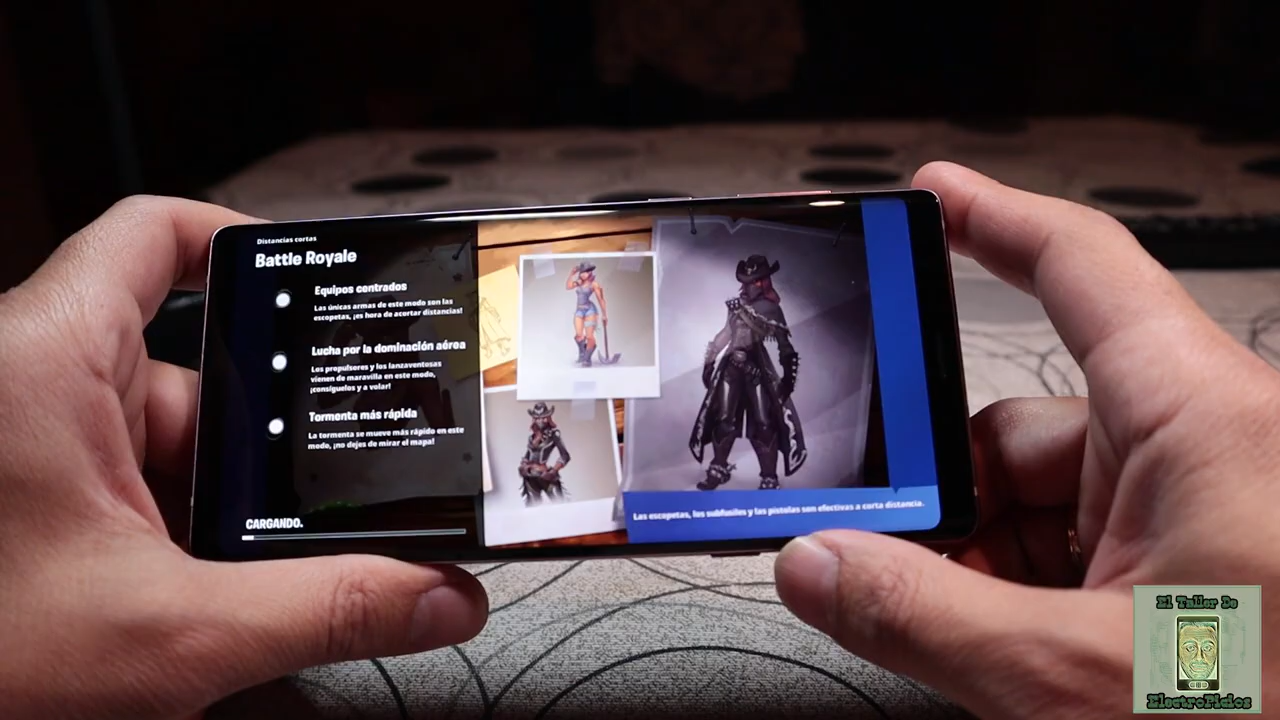 Distancias cortas
Battle Royale
Equipos centrados
Las únicas armas de este modo son las
escopetas, ¡es hora de acortar distancias!
Lucha por la dominación aérea
Los propulsores y los lanzaventosas
vienen de maravilla en este modo,
¡consíguelos y a volar!
Tormenta más rápida
La tormenta se mueve más rápido en este
modo, ¡no dejes de mirar el mapa!
CARGANDO.
Las escopetas, los subfusiles y las pistolas son efectivas a corta distancia.
El Taller De
ElectroPicios